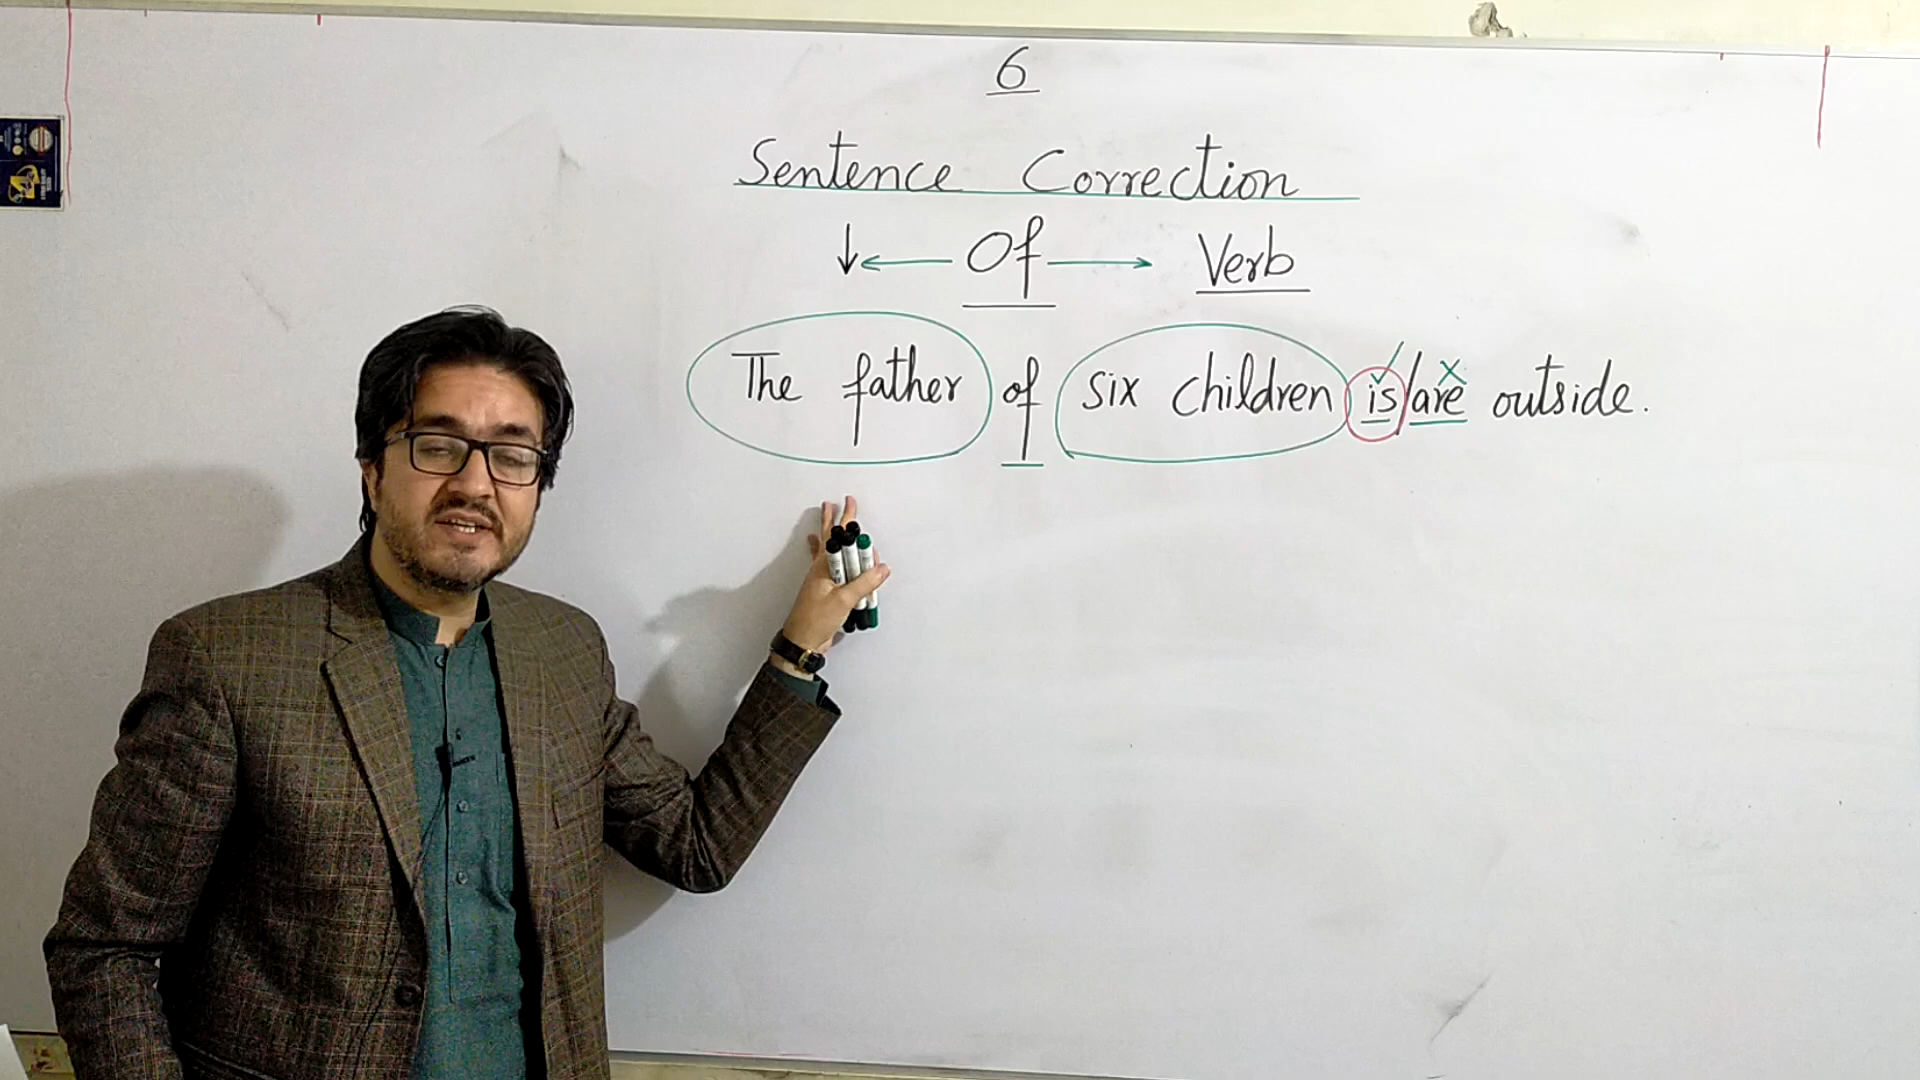 6
Sentence Correction
↓ ← Of → Verb
The father of six children is/are outside.